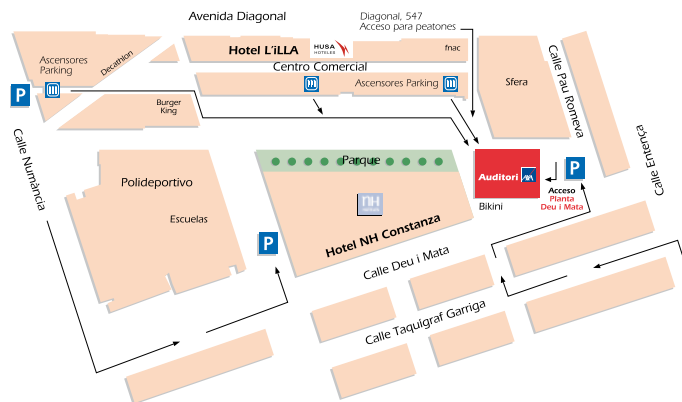 Avenida Diagonal
Diagonal, 547
Acceso para peatones
Hotel L'iLLA
HUSA
HOTELES
fnac
Ascensores
Parking
Decathlon
Centro Comercial
Ascensores Parking
Sfera
Calle Pau Romeva
P
Burger
King
Calle Numància
Parque
Polideportivo
Escuelas
nH
Hotel NH Constanza
Auditori
AXA
P
Bikini
Acceso
Planta
Deu i Mata
Calle Entença
P
Calle Deu i Mata
Calle Taquigraf Garriga